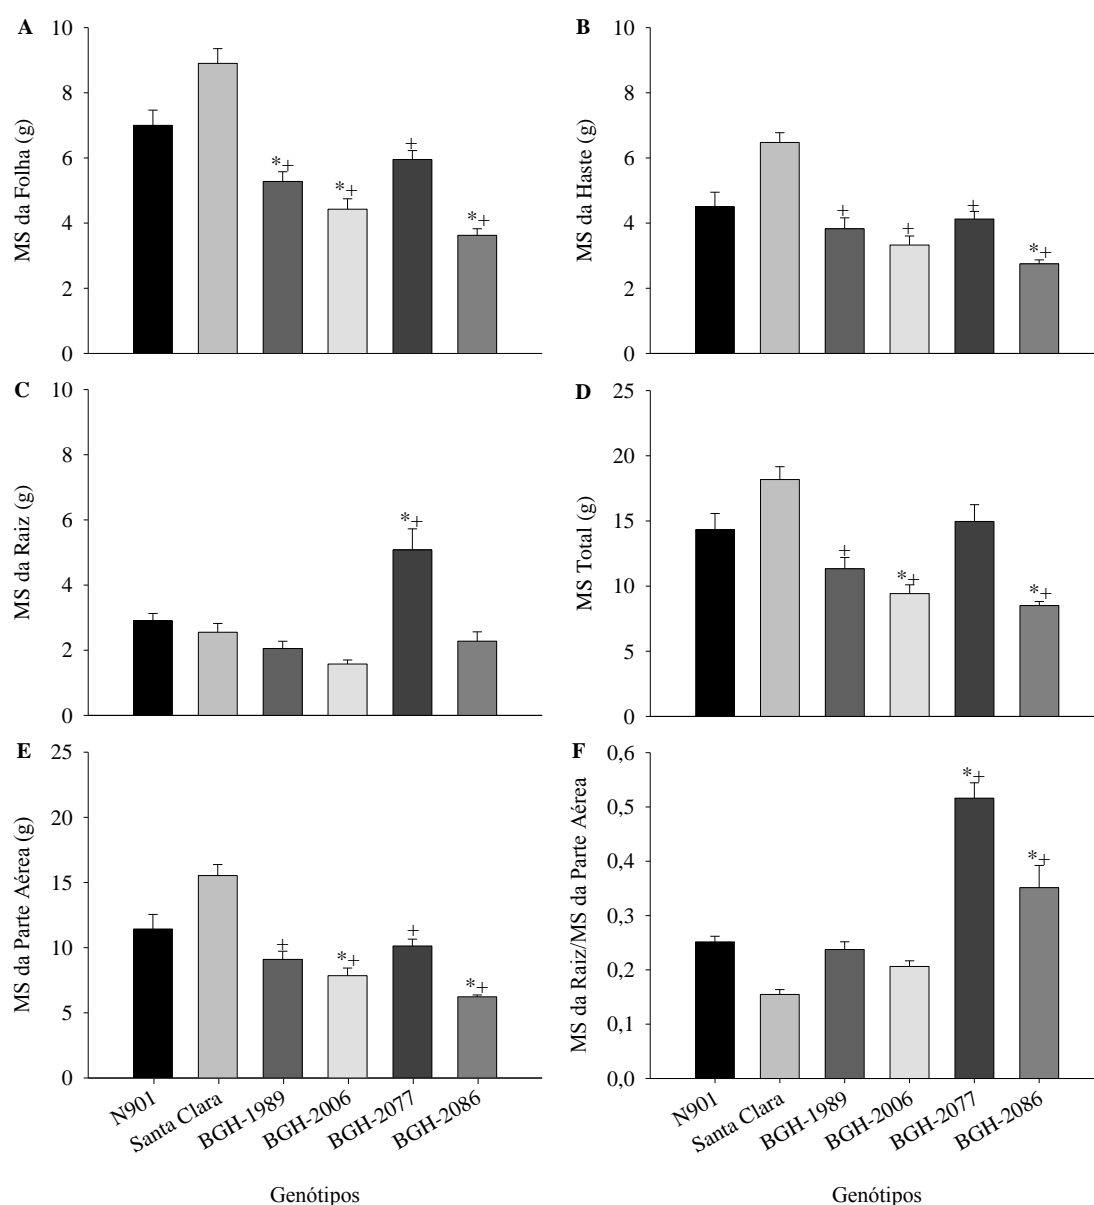 A
MS da Folha (g)
10
8
6
4
2
0
*+
*+
+
*+
B
MS da Haste (g)
10
8
6
4
2
0
+
+
+
*+
C
MS da Raiz (g)
10
8
6
4
2
0
*+
D
MS Total (g)
25
20
15
10
5
0
+
*+
*+
E
MS da Parte Aérea (g)
25
20
15
10
5
0
+
*+
+
*+
N901
Santa Clara
BGH-1989
BGH-2006
BGH-2077
BGH-2086
Genótipos
F
MS da Raiz/MS da Parte Aérea
0,6
0,5
0,4
0,3
0,2
0,1
0,0
*+
*+
N901
Santa Clara
BGH-1989
BGH-2006
BGH-2077
BGH-2086
Genótipos